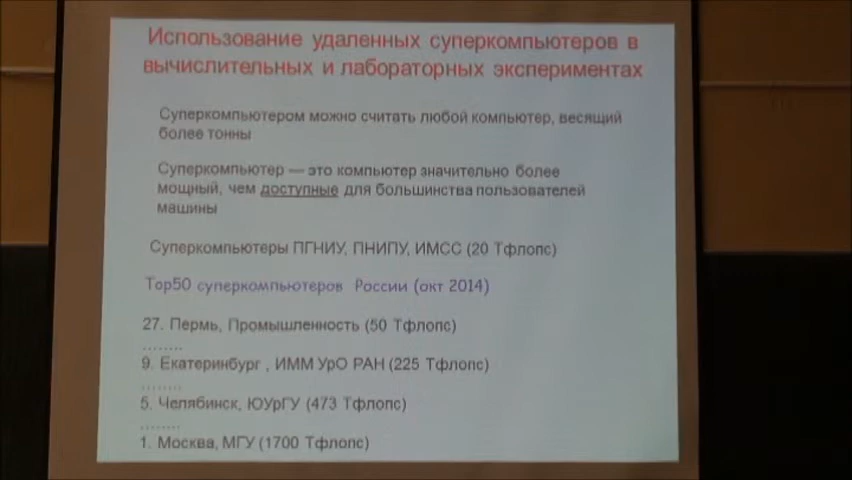 Использование удаленных суперкомпьютеров в
вычислительных и лабораторных экспериментах
Суперкомпьютером можно считать любой компьютер, весящий
более тонны
Суперкомпьютер — это компьютер значительно более
мощный, чем доступные для большинства пользователей
машины
Суперкомпьютеры ПГНИУ, ПНИПУ, ИМСС (20 Тфлопс)
Top50 суперкомпьютеров России (окт 2014)
27. Пермь, Промышленность (50 Тфлопс)
........
9. Екатеринбург , ИММ УрО РАН (225 Тфлопс)
........
5. Челябинск, ЮУрГУ (473 Тфлопс)
........
1. Москва, МГУ (1700 Тфлопс)